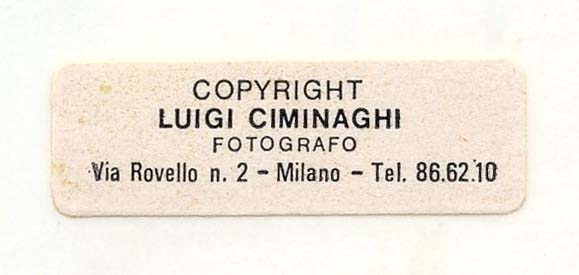 COPYRIGHT
LUIGI CIMINAGHI
FOTOGRAFO
Via Rovello n. 2 - Milano - Tel. 86.62.10